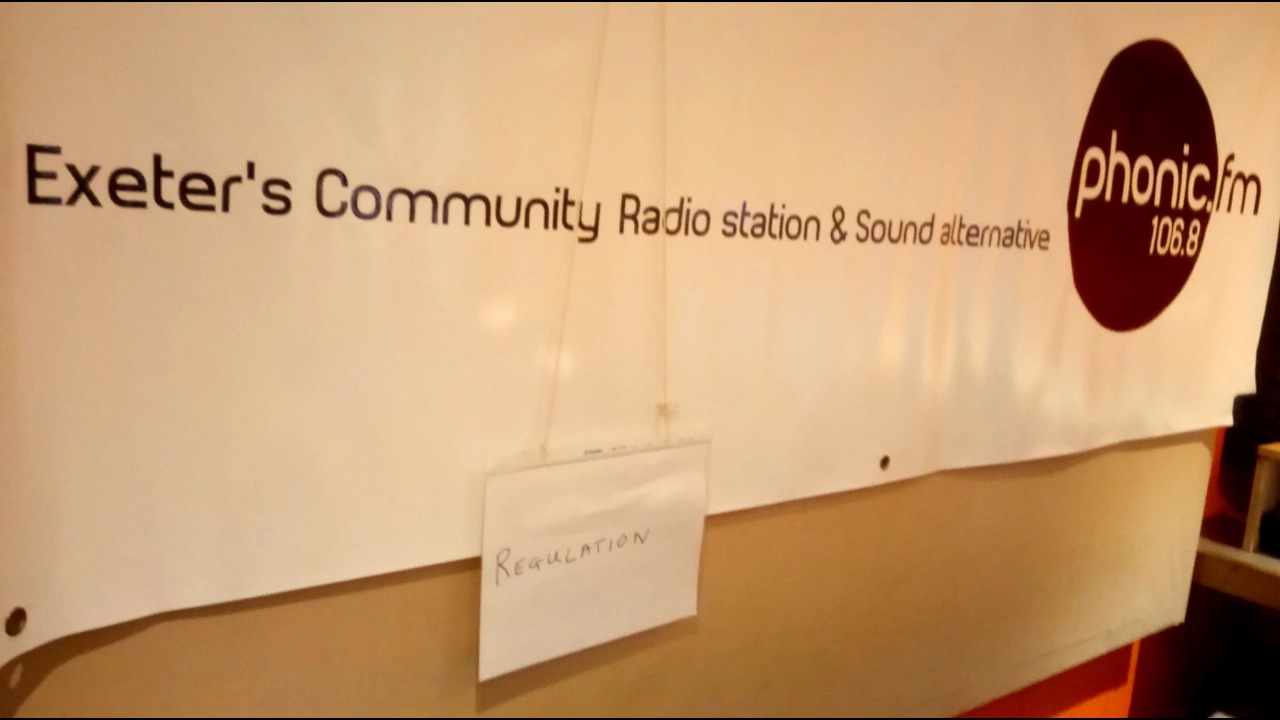 Exeter's Community Radio station & Sound alternative
phonic.fm
106.8
REGULATION